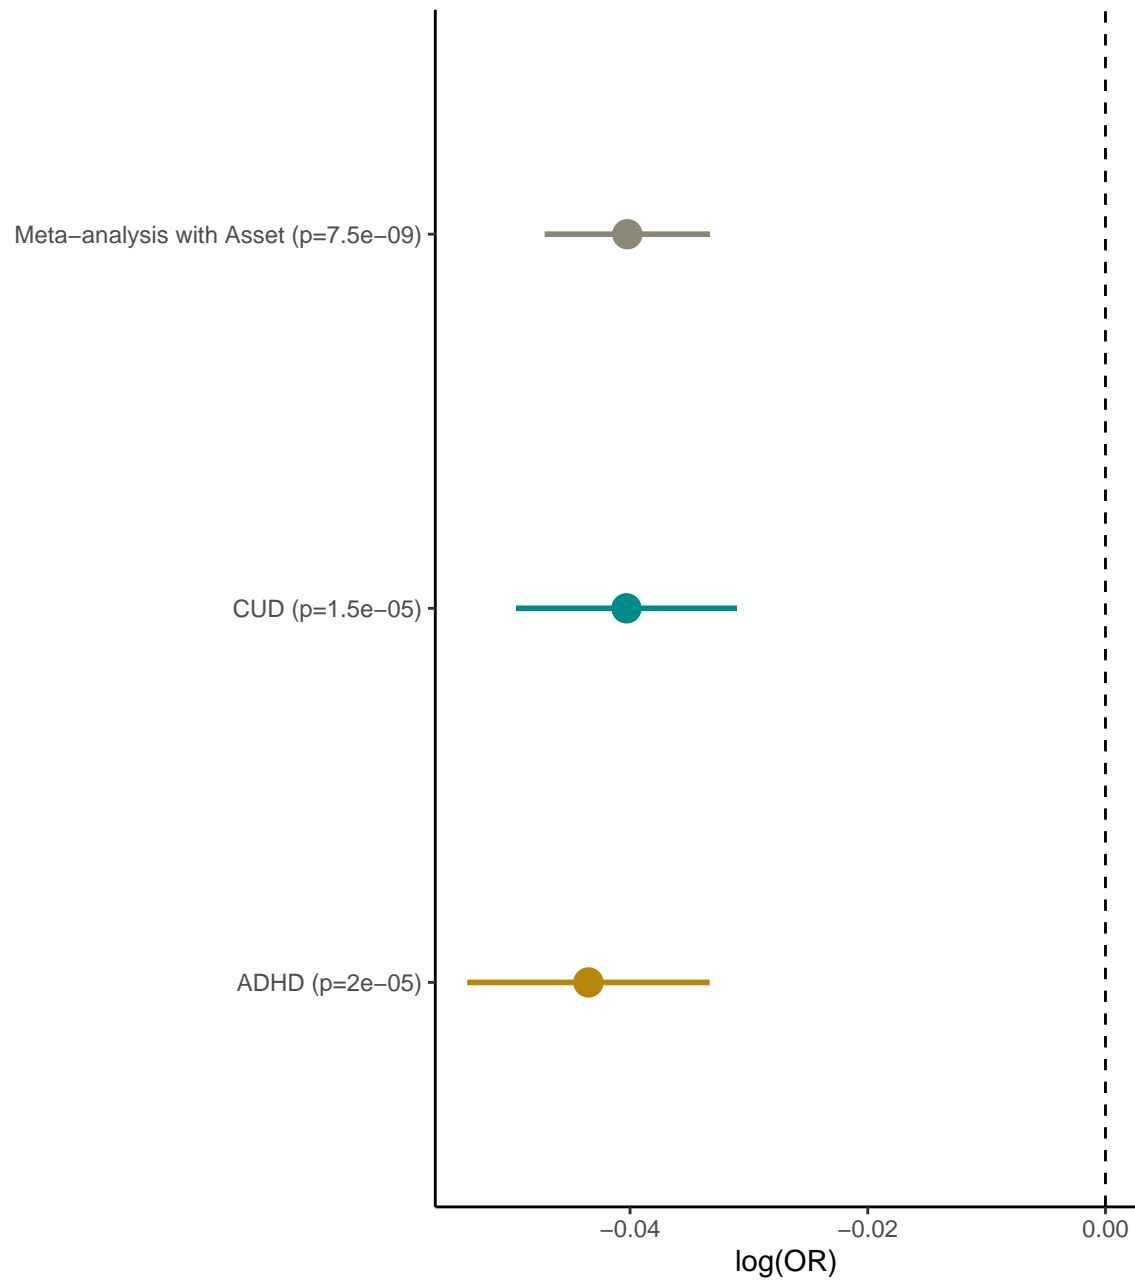 Meta−analysis with Asset (p=7.5e−09)
CUD (p=1.5e−05)
ADHD (p=2e−05)
−0.04 −0.02 0.00
log(OR)